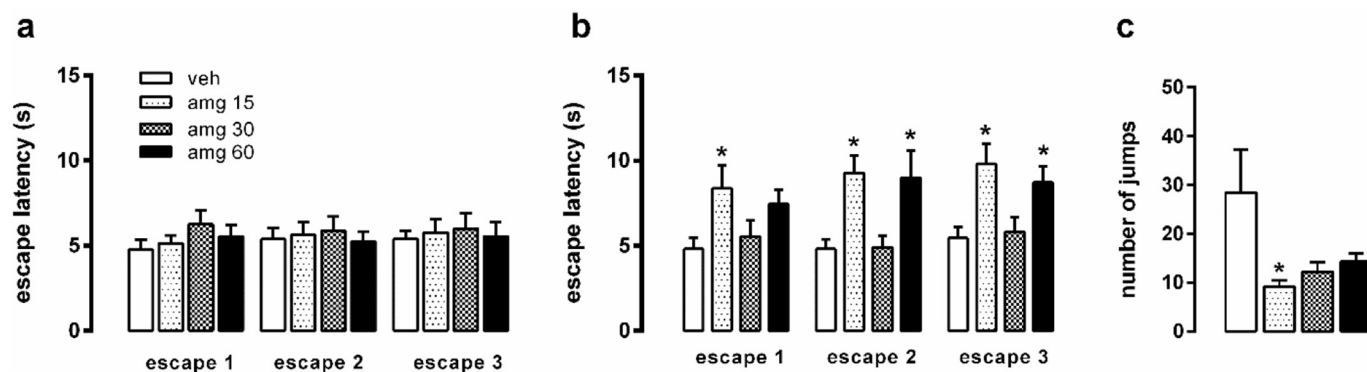 a
escape latency (s)
15
10
5
0
veh
amg 15
amg 30
amg 60
escape 1 escape 2 escape 3
b
escape latency (s)
15
10
5
0
* * * * *
escape 1 escape 2 escape 3
c
number of jumps
50
40
30
20
10
0
*